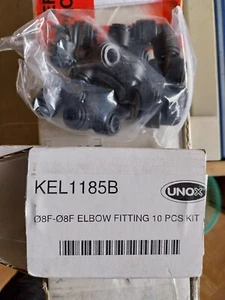 KEL1185B
UNOX
Ø8F-Ø8F ELBOW FITTING 10 PCS KIT